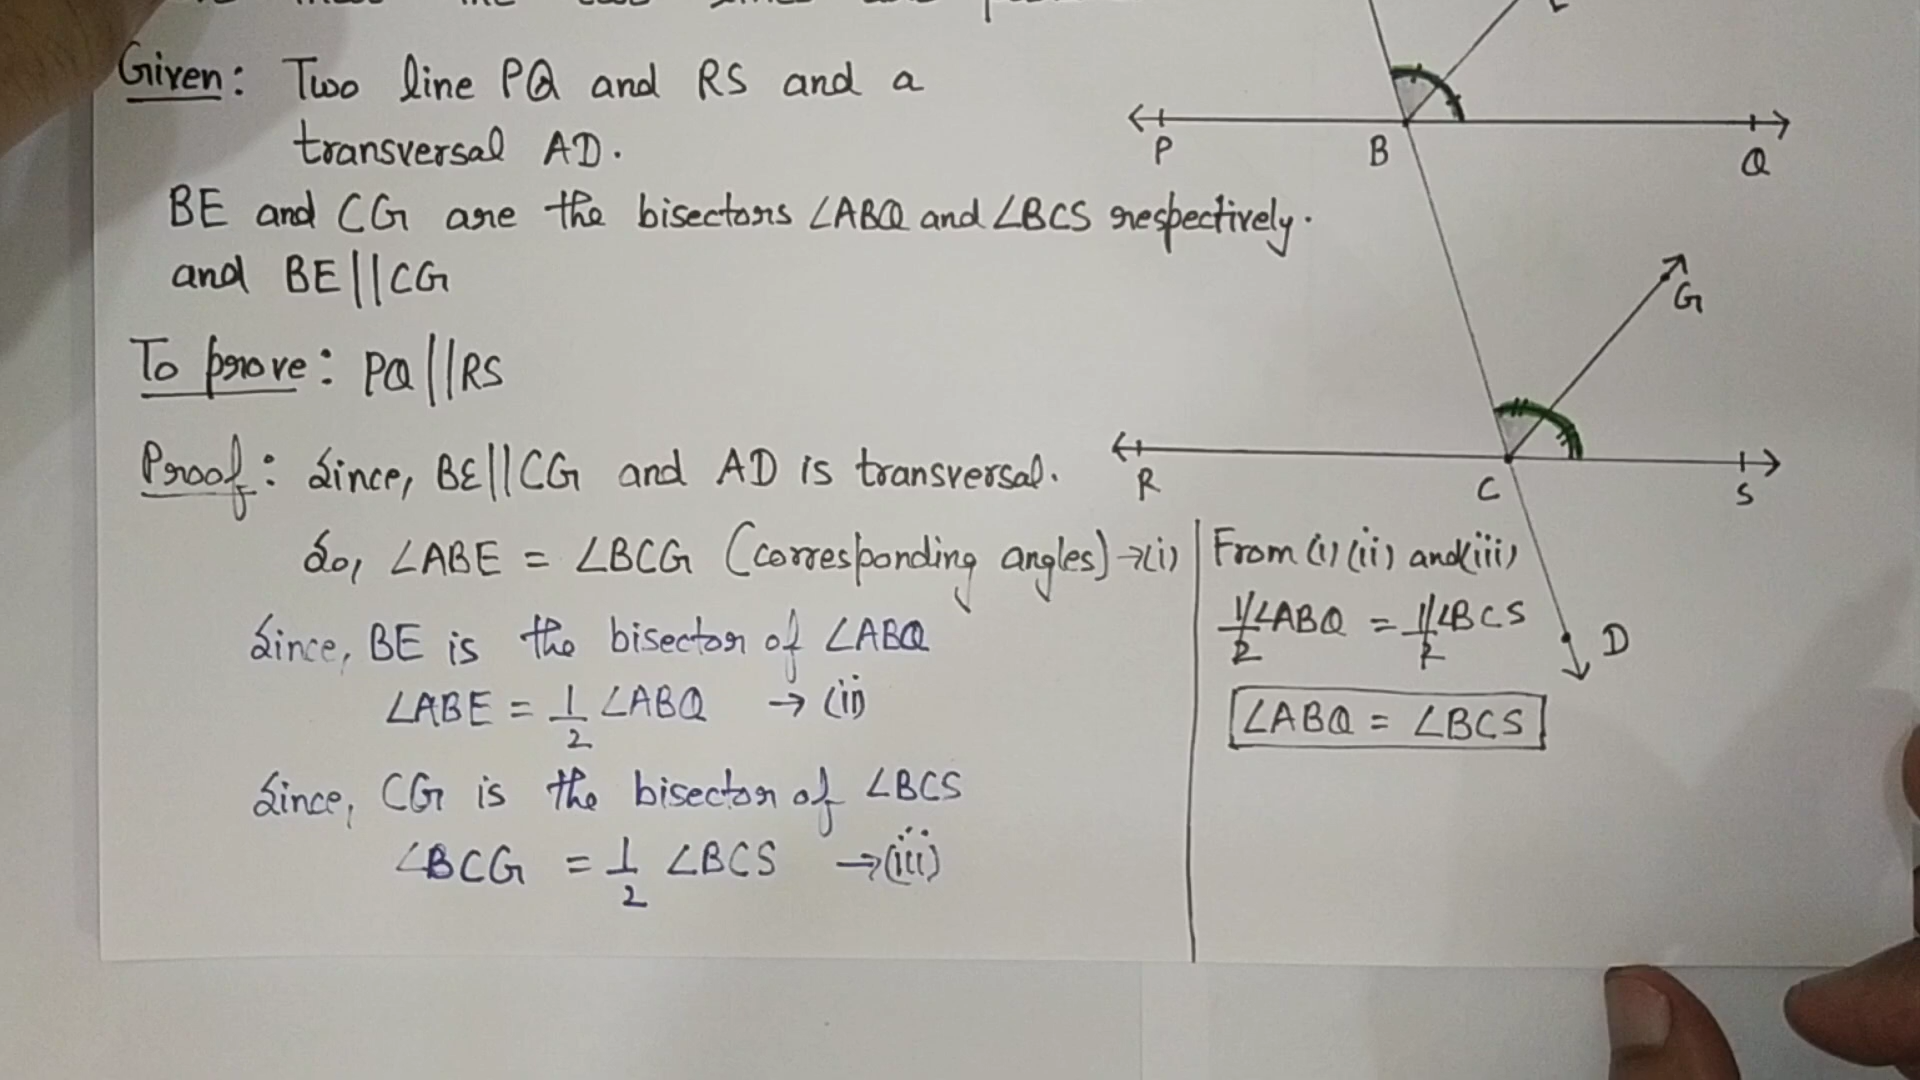 Given: Two line PQ and RS and a
transversal AD.
BE and CG are the bisectors ∠ABQ and ∠BCS respectively.
and BE||CG
To prove: PQ||RS
Proof: Since, BE||CG and AD is transversal.
So, ∠ABE = ∠BCG (corresponding angles) → (i)
Since, BE is the bisector of ∠ABQ
∠ABE = 1/2 ∠ABQ → (ii)
Since, CG is the bisector of ∠BCS
∠BCG = 1/2 ∠BCS → (iii)
From (i) (ii) and (iii)
1/2 ∠ABQ = 1/2 ∠BCS
∠ABQ = ∠BCS
P
B
Q
G
R
C
S
D